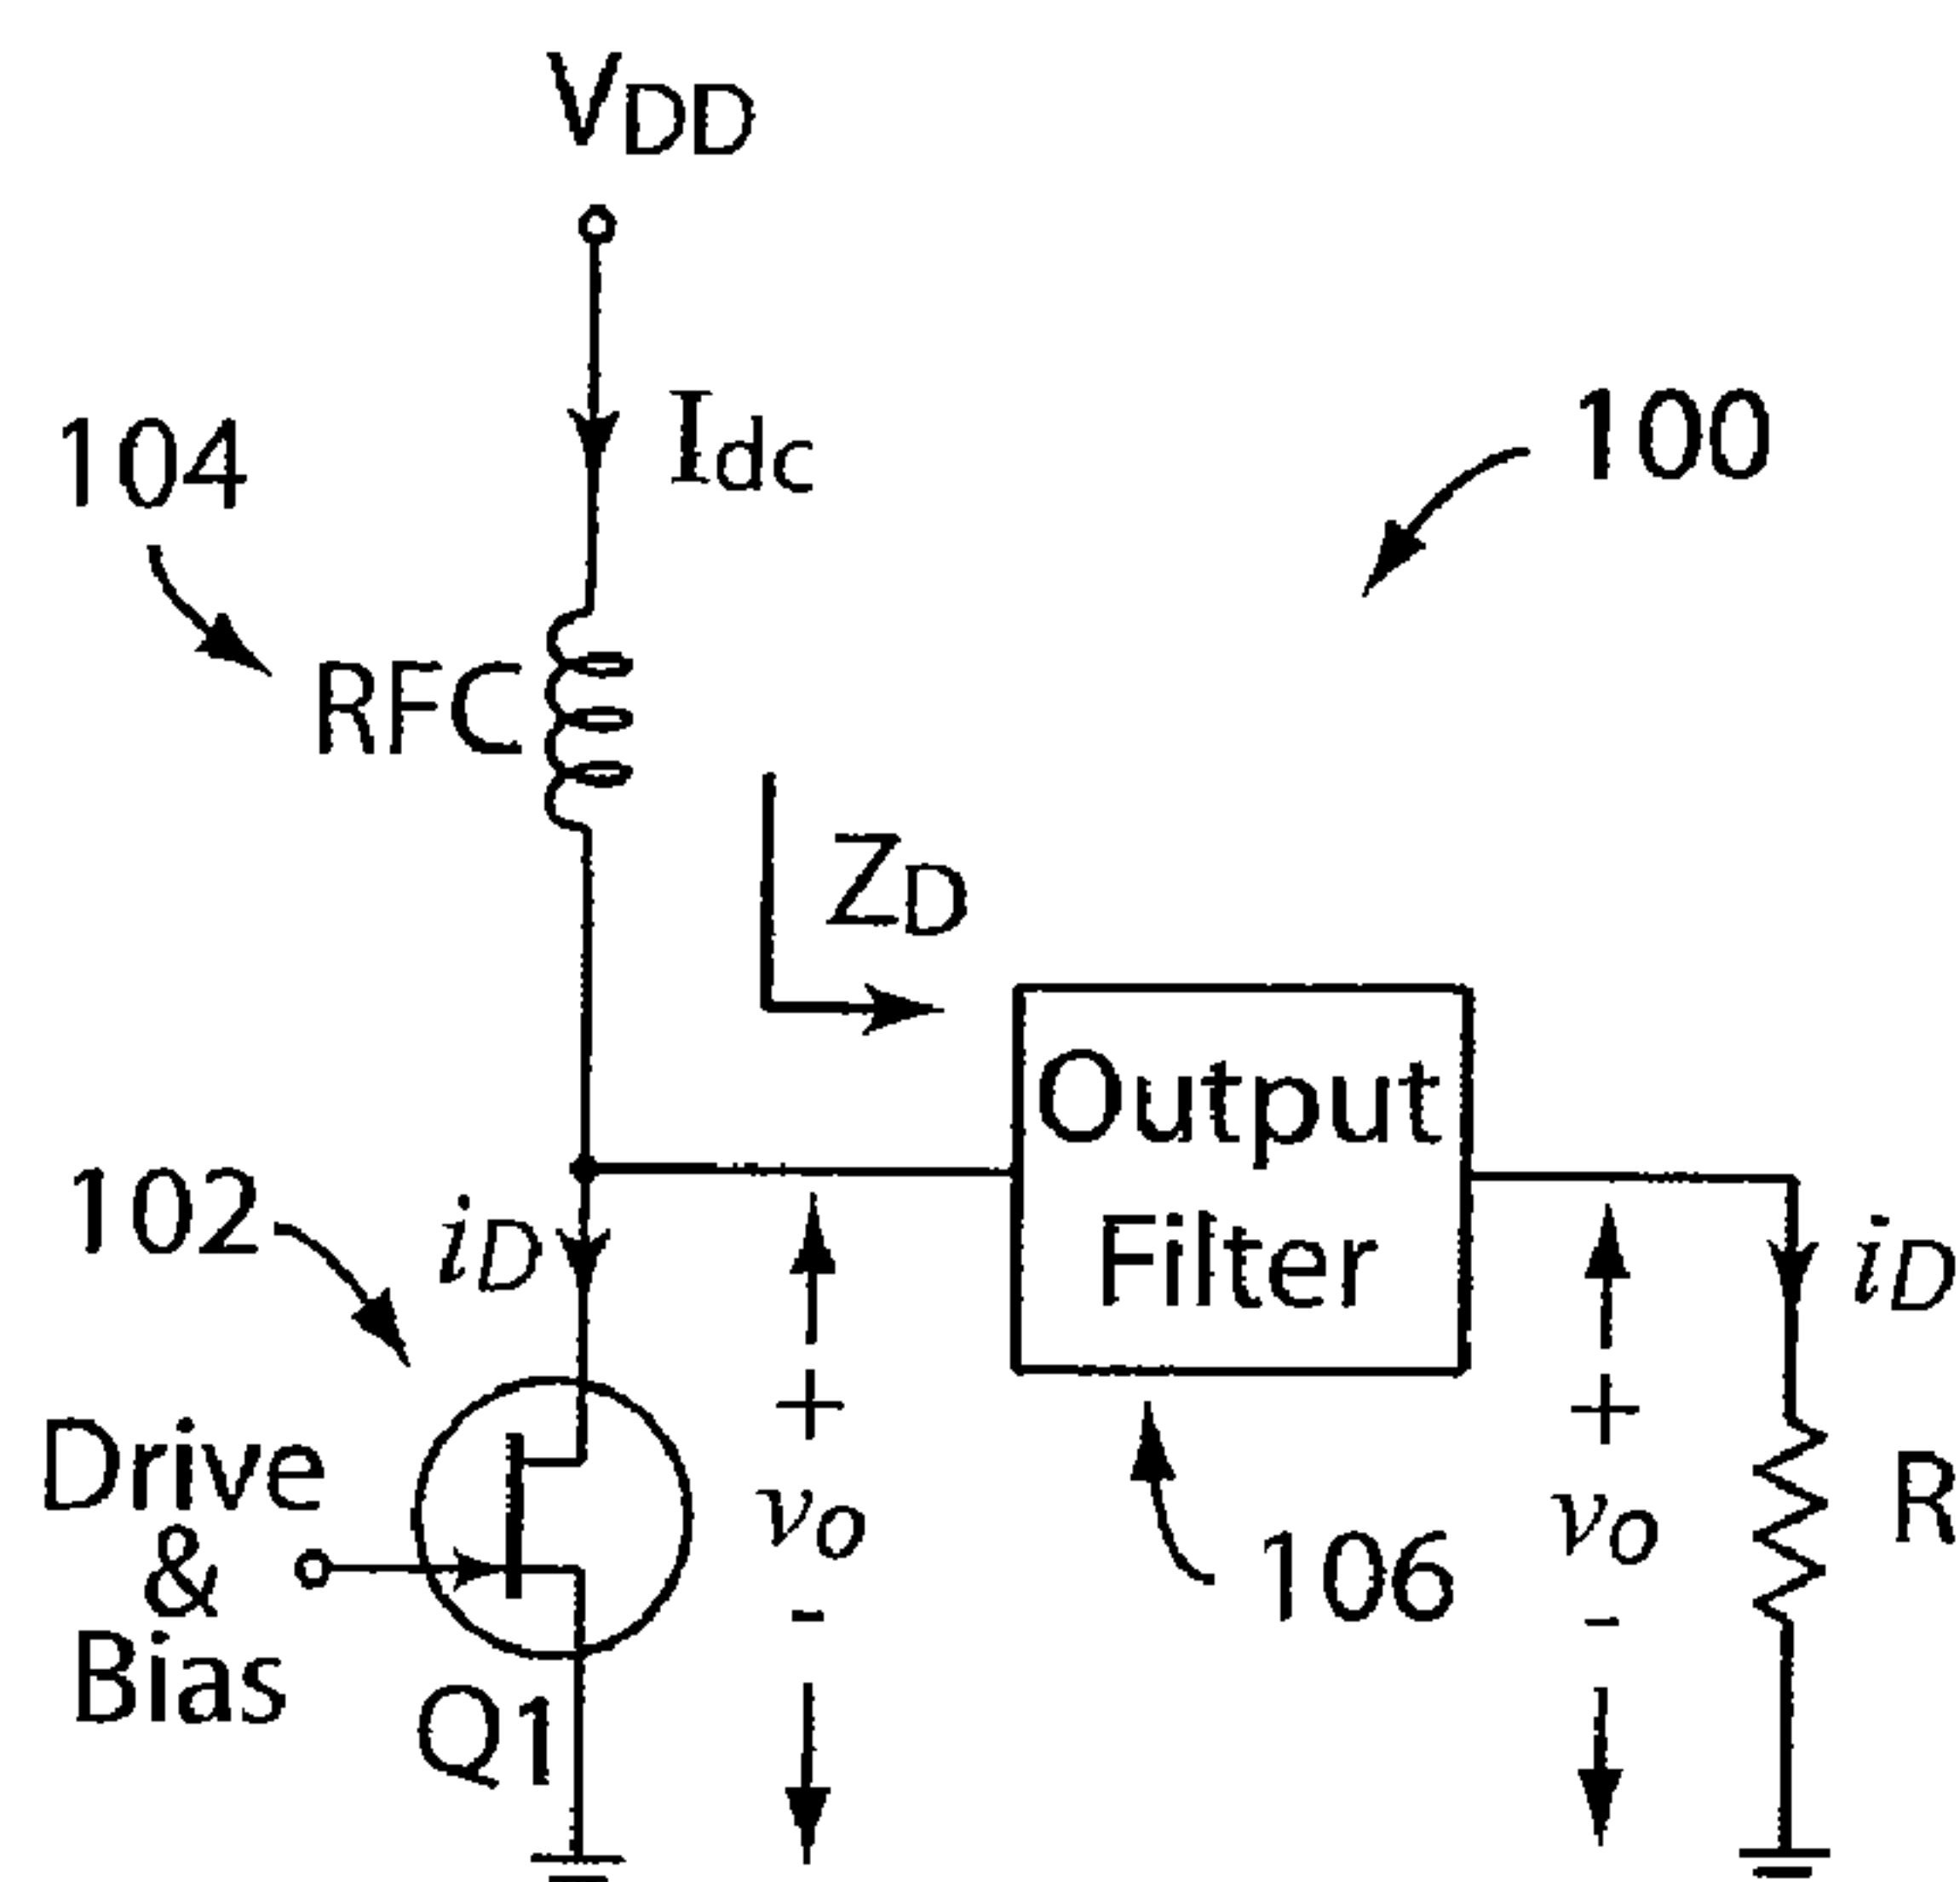 VDD
Idc
104
100
RFC
ZD
Output
Filter
102
iD
iD
Drive
&
Bias
+
vo
-
+
vo
-
R
106
Q1